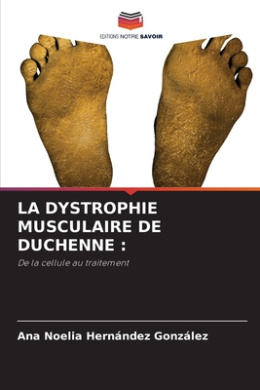 EDITIONS NOTRE SAVOIR
LA DYSTROPHIE
MUSCULAIRE DE
DUCHENNE :
De la cellule au traitement
Ana Noelia Hernández González